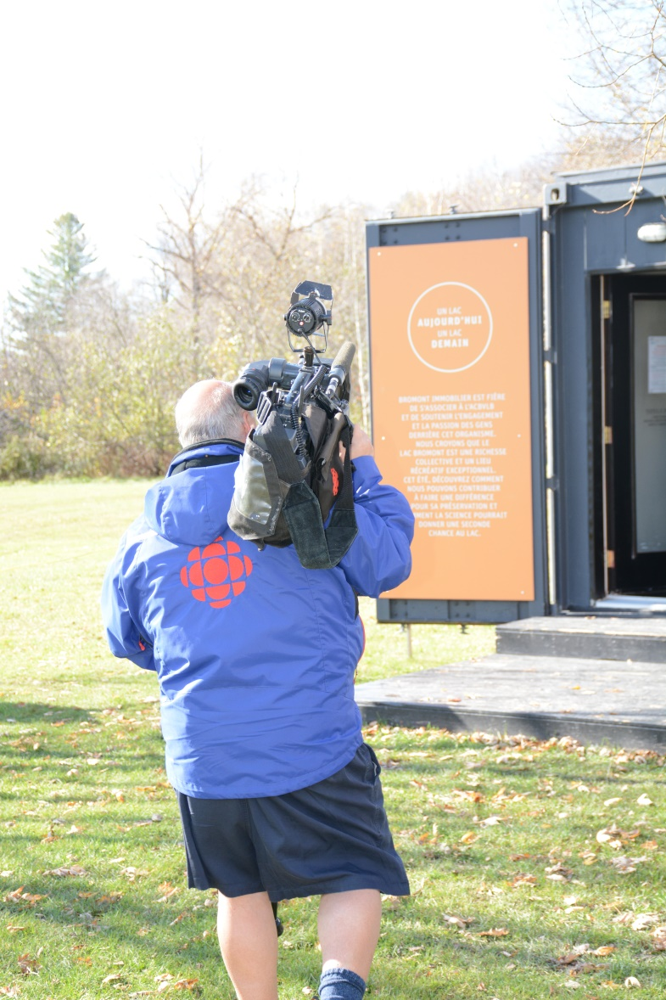 UN LAC
AUJOURD'HUI
UN LAC
DEMAIN
BROMONT IMMOBILIER EST FIÈRE
DE S'ASSOCIER À L'ACBVLB
ET DE SOUTENIR L'ENGAGEMENT
ET LA PASSION DES GENS
DERRIÈRE CET ORGANISME.
NOUS CROYONS QUE LE
LAC BROMONT EST UNE RICHESSE
COLLECTIVE ET UN LIEU
RÉCRÉATIF EXCEPTIONNEL.
CET ÉTÉ, DÉCOUVREZ COMMENT
NOUS POUVONS CONTRIBUER
À FAIRE UNE DIFFÉRENCE
POUR SA PRÉSERVATION ET
MMENT LA SCIENCE POURRAIT
DONNER UNE SECONDE
CHANCE AU LAC.